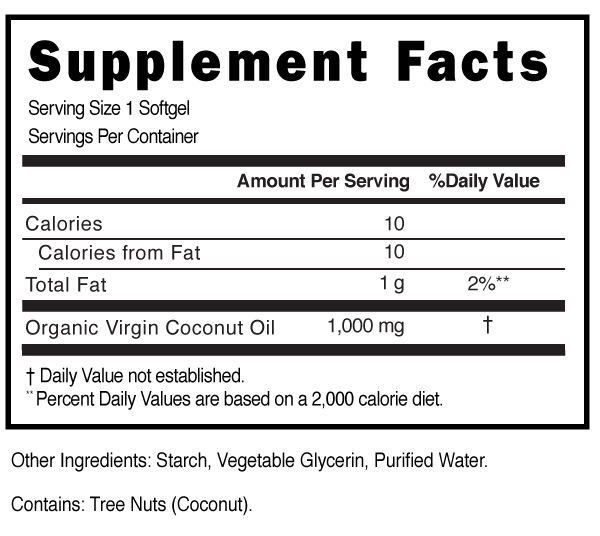 Supplement Facts
Serving Size 1 Softgel
Servings Per Container
Amount Per Serving %Daily Value
Calories 10
Calories from Fat 10
Total Fat 1 g 2%**
Organic Virgin Coconut Oil 1,000 mg †
† Daily Value not established.
** Percent Daily Values are based on a 2,000 calorie diet.
Other Ingredients: Starch, Vegetable Glycerin, Purified Water.
Contains: Tree Nuts (Coconut).